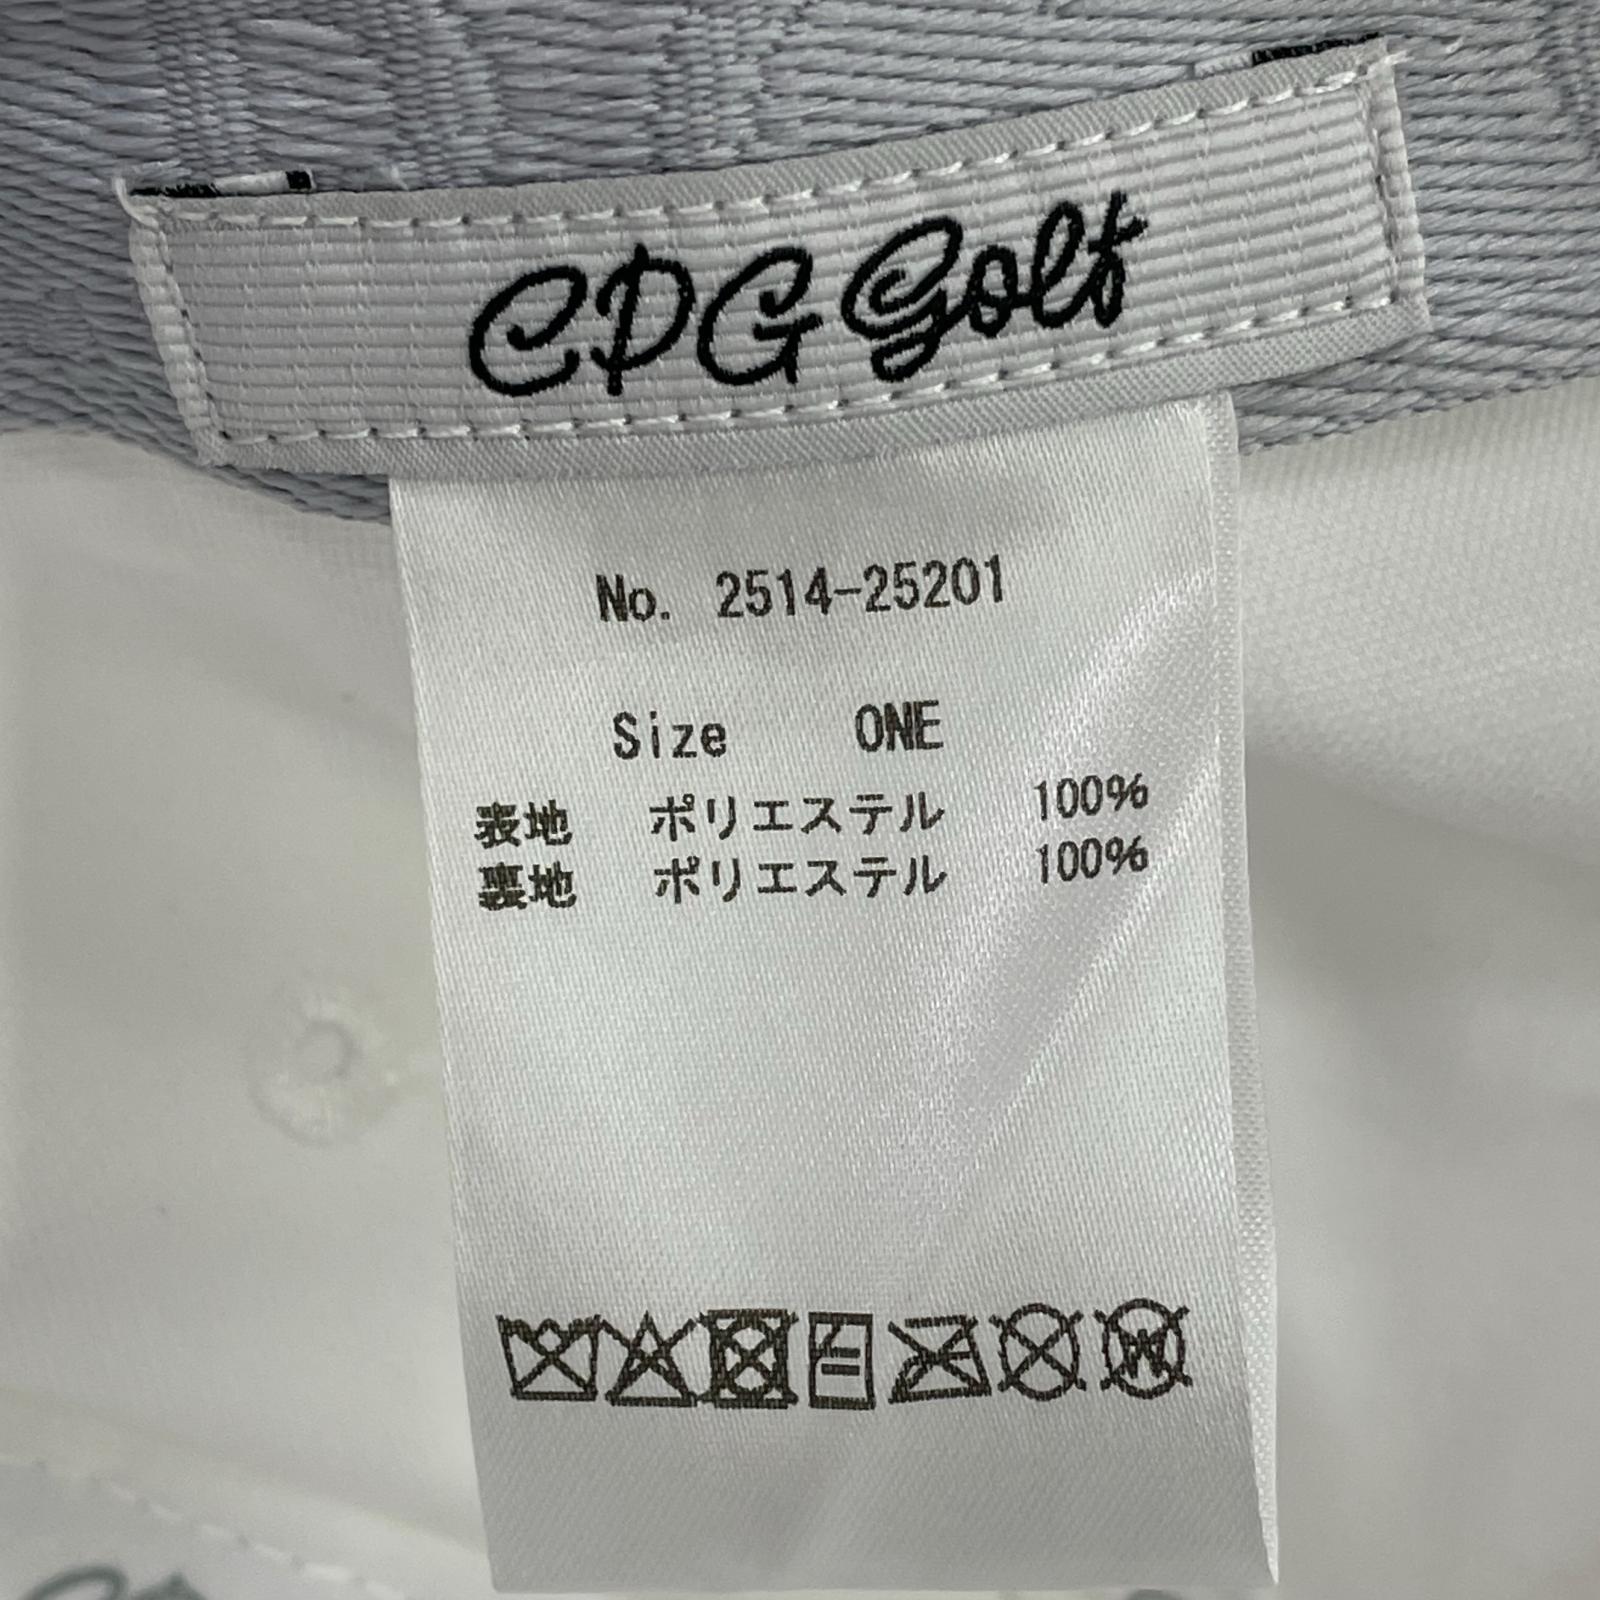 CPG Golf
No. 2514-25201
Size ONE
表地 ポリエステル 100%
裏地 ポリエステル 100%